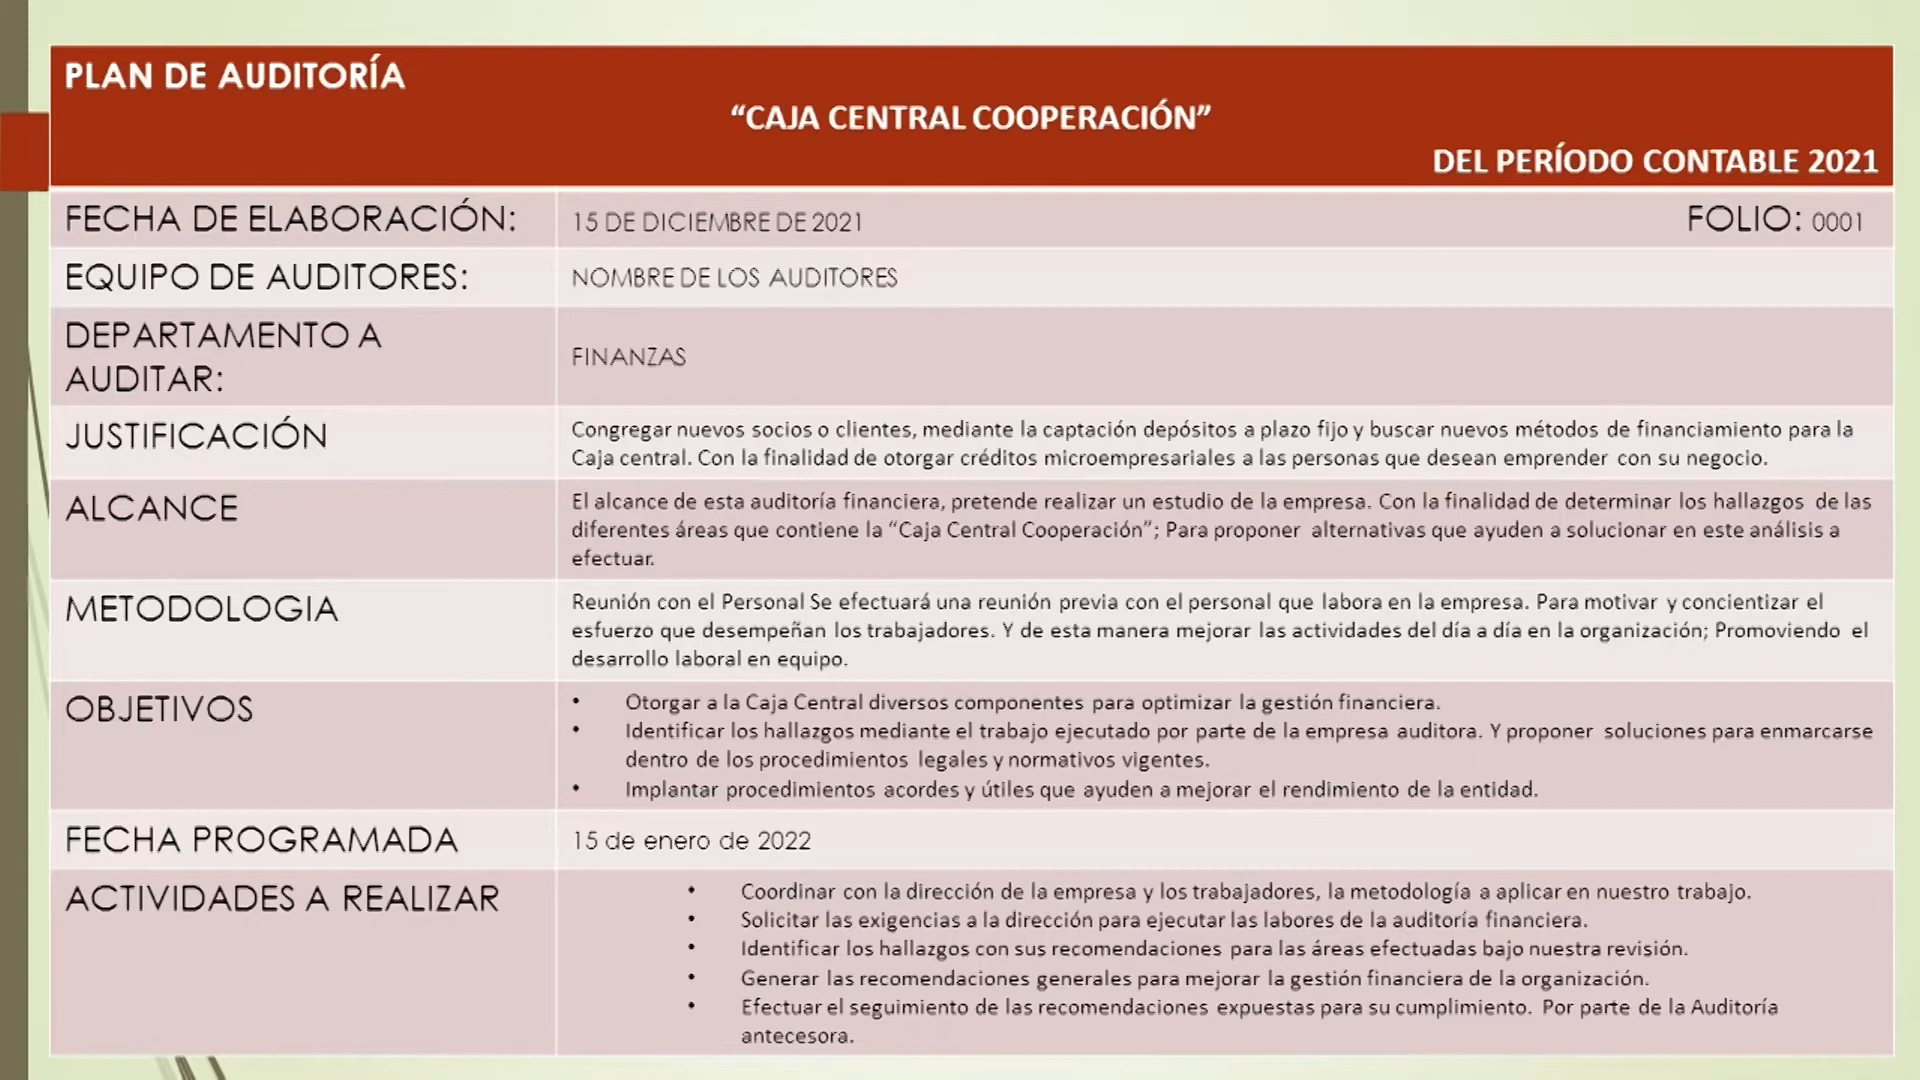 PLAN DE AUDITORÍA
“CAJA CENTRAL COOPERACIÓN”
DEL PERÍODO CONTABLE 2021
FECHA DE ELABORACIÓN: 15 DE DICIEMBRE DE 2021 FOLIO: 0001
EQUIPO DE AUDITORES: NOMBRE DE LOS AUDITORES
DEPARTAMENTO A
AUDITAR:
FINANZAS
JUSTIFICACIÓN
Congregar nuevos socios o clientes, mediante la captación depósitos a plazo fijo y buscar nuevos métodos de financiamiento para la
Caja central. Con la finalidad de otorgar créditos microempresariales a las personas que desean emprender con su negocio.
ALCANCE
El alcance de esta auditoría financiera, pretende realizar un estudio de la empresa. Con la finalidad de determinar los hallazgos de las
diferentes áreas que contiene la “Caja Central Cooperación”; Para proponer alternativas que ayuden a solucionar en este análisis a
efectuar.
METODOLOGIA
Reunión con el Personal Se efectuará una reunión previa con el personal que labora en la empresa. Para motivar y concientizar el
esfuerzo que desempeñan los trabajadores. Y de esta manera mejorar las actividades del día a día en la organización; Promoviendo el
desarrollo laboral en equipo.
OBJETIVOS
• Otorgar a la Caja Central diversos componentes para optimizar la gestión financiera.
• Identificar los hallazgos mediante el trabajo ejecutado por parte de la empresa auditora. Y proponer soluciones para enmarcarse
dentro de los procedimientos legales y normativos vigentes.
• Implantar procedimientos acordes y útiles que ayuden a mejorar el rendimiento de la entidad.
FECHA PROGRAMADA 15 de enero de 2022
ACTIVIDADES A REALIZAR
• Coordinar con la dirección de la empresa y los trabajadores, la metodología a aplicar en nuestro trabajo.
• Solicitar las exigencias a la dirección para ejecutar las labores de la auditoría financiera.
• Identificar los hallazgos con sus recomendaciones para las áreas efectuadas bajo nuestra revisión.
• Generar las recomendaciones generales para mejorar la gestión financiera de la organización.
• Efectuar el seguimiento de las recomendaciones expuestas para su cumplimiento. Por parte de la Auditoría
antecesora.